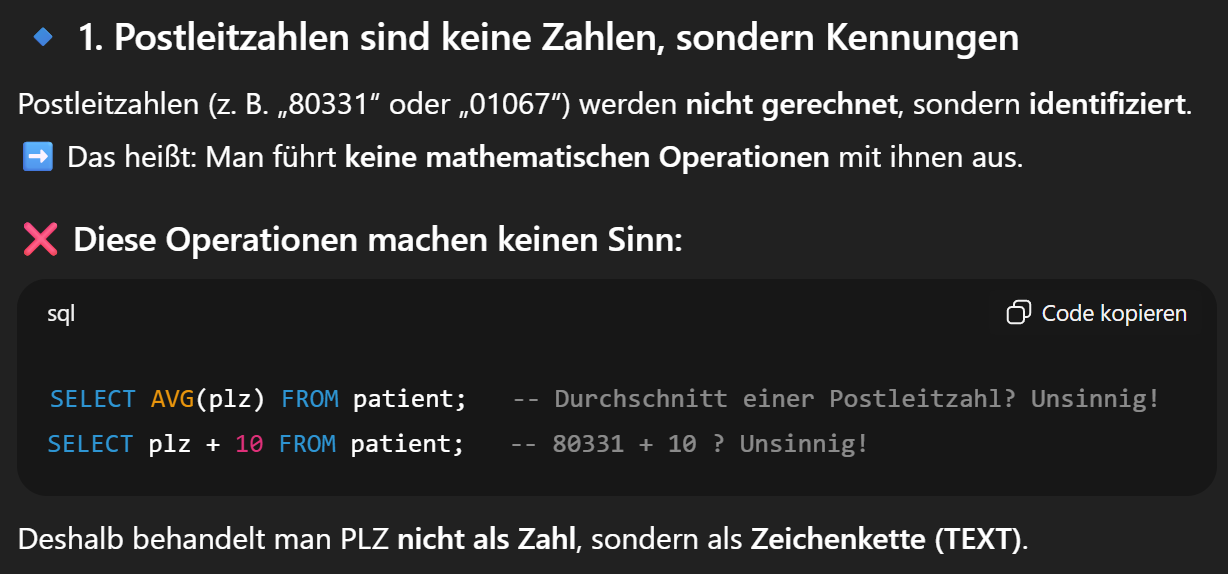 🔹 1. Postleitzahlen sind keine Zahlen, sondern Kennungen
Postleitzahlen (z. B. „80331“ oder „01067“) werden nicht gerechnet, sondern identifiziert.
➡️ Das heißt: Man führt keine mathematischen Operationen mit ihnen aus.
❌ Diese Operationen machen keinen Sinn:
sql
Code kopieren
SELECT AVG(plz) FROM patient;   -- Durchschnitt einer Postleitzahl? Unsinnig!
SELECT plz + 10 FROM patient;   -- 80331 + 10 ? Unsinnig!
Deshalb behandelt man PLZ nicht als Zahl, sondern als Zeichenkette (TEXT).